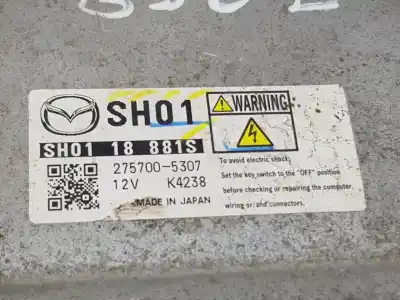 SH01
SH01 18 881S
275700-5307
12V K4238
MADE IN JAPAN
WARNING
To avoid electric shock,
Set the key switch to the "OFF" position
before checking or repairing the computer,
wiring or/and connectors.